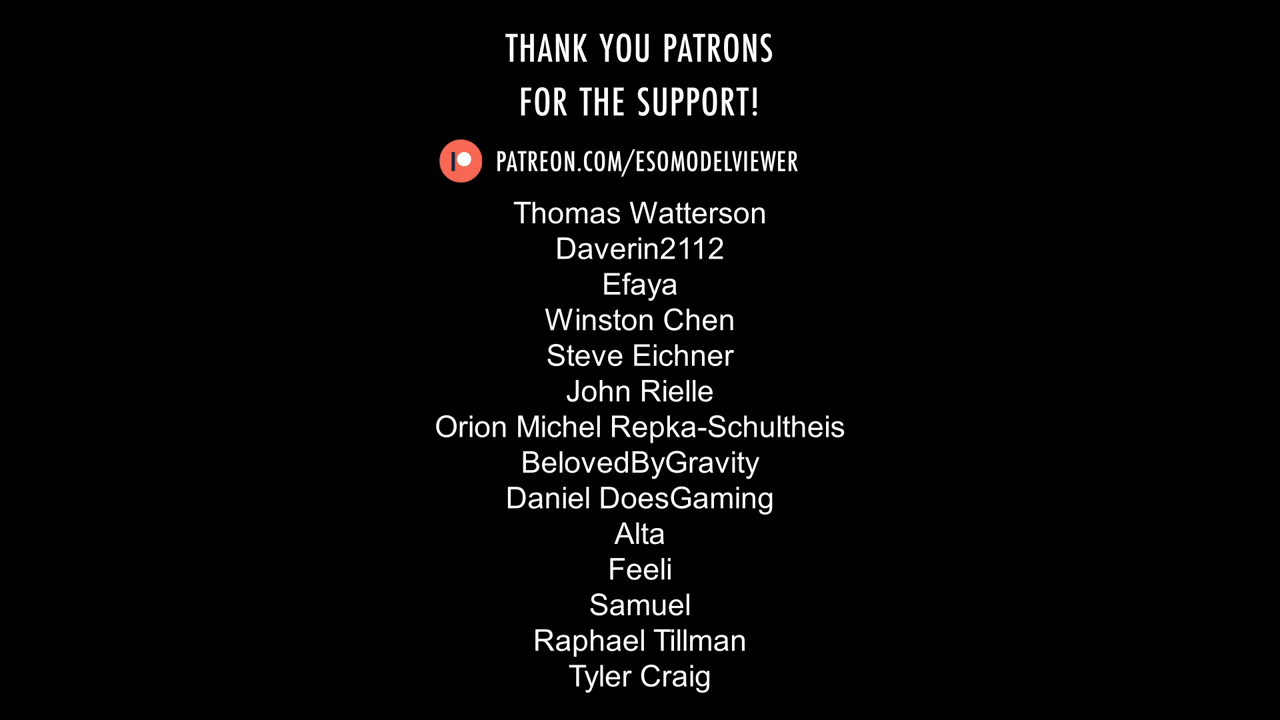 THANK YOU PATRONS
FOR THE SUPPORT!
PATREON.COM/ESOMODELVIEWER
Thomas Watterson
Daverin2112
Efaya
Winston Chen
Steve Eichner
John Rielle
Orion Michel Repka-Schultheis
BelovedByGravity
Daniel DoesGaming
Alta
Feeli
Samuel
Raphael Tillman
Tyler Craig